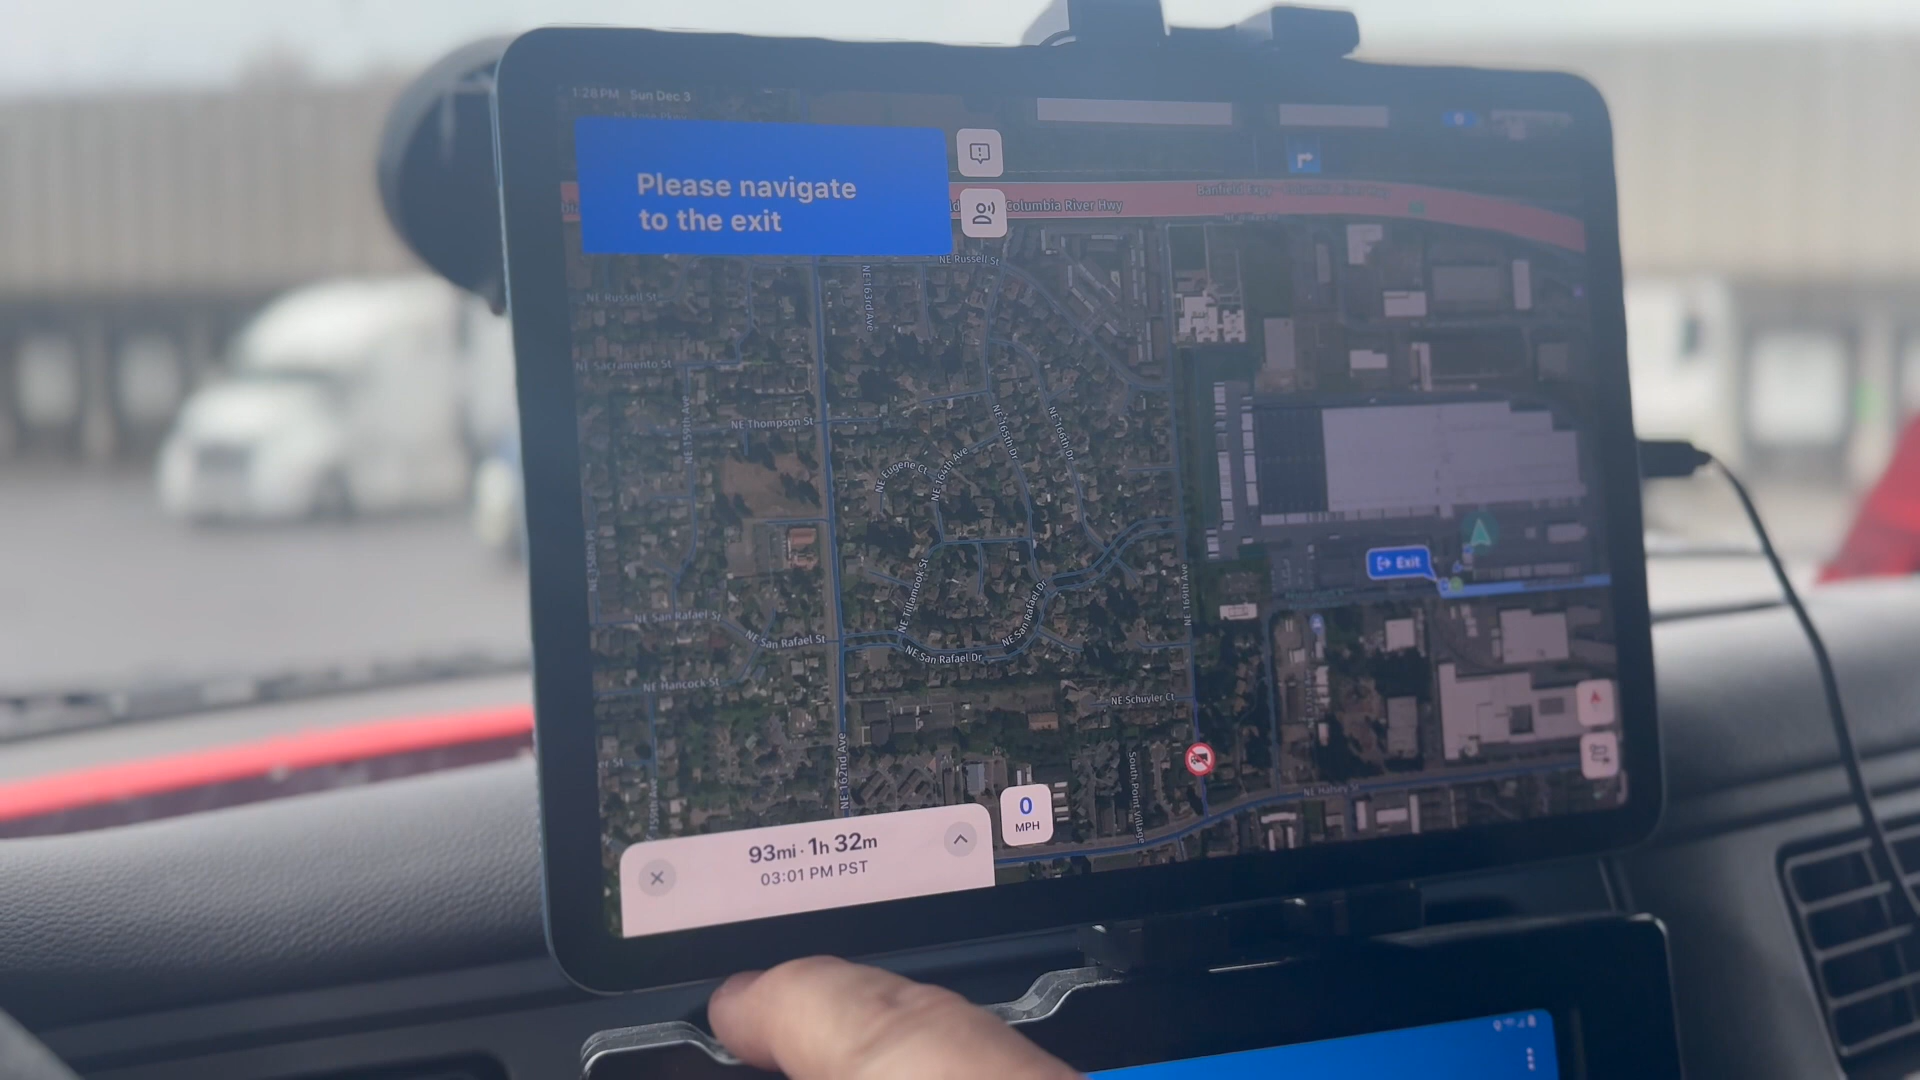 1:28 PM Sun Dec 3
Please navigate
to the exit
Columbia River Hwy
NE Russell St
NE Russell St
NE 163rd Ave
NE Sacramento St
NE 159th Ave
NE Thompson St
NE 165th Dr
NE 166th Dr
NE Eugene Ct
NE 164th Ave
Exit
NE Tillamook St
NE San Rafael Dr
NE 169th Ave
NE San Rafael St
NE San Rafael St
NE San Rafael Dr
NE Hancock St
NE Schuyler Ct
NE 162nd Ave
South Point Village
NE Halsey St
0
MPH
93mi · 1h 32m
03:01 PM PST